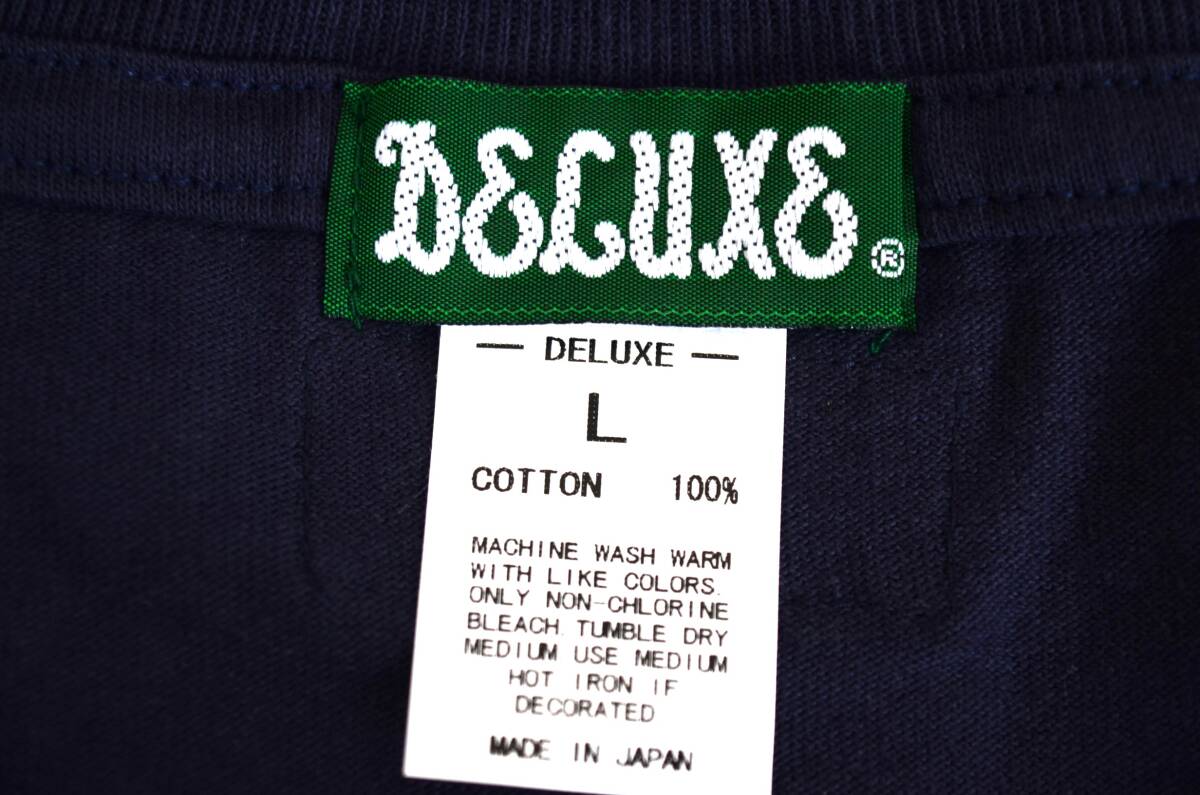 DELUXE ®
— DELUXE —
L
COTTON 100%
MACHINE WASH WARM
WITH LIKE COLORS.
ONLY NON-CHLORINE
BLEACH. TUMBLE DRY
MEDIUM USE MEDIUM
HOT IRON IF
DECORATED
MADE IN JAPAN